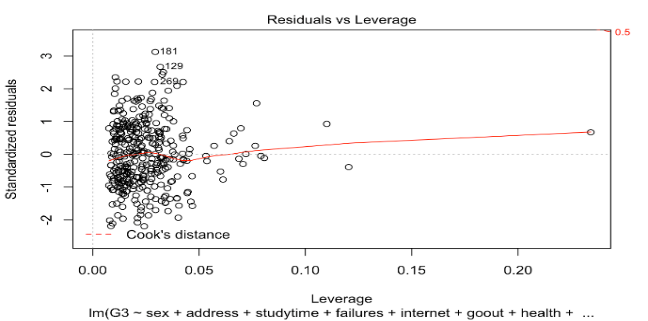 Residuals vs Leverage
0.5
Standardized residuals
3
2
1
0
-1
-2
181
129
269
Cook's distance
0.00 0.05 0.10 0.15 0.20
Leverage
lm(G3 ~ sex + address + studytime + failures + internet + goout + health + ...